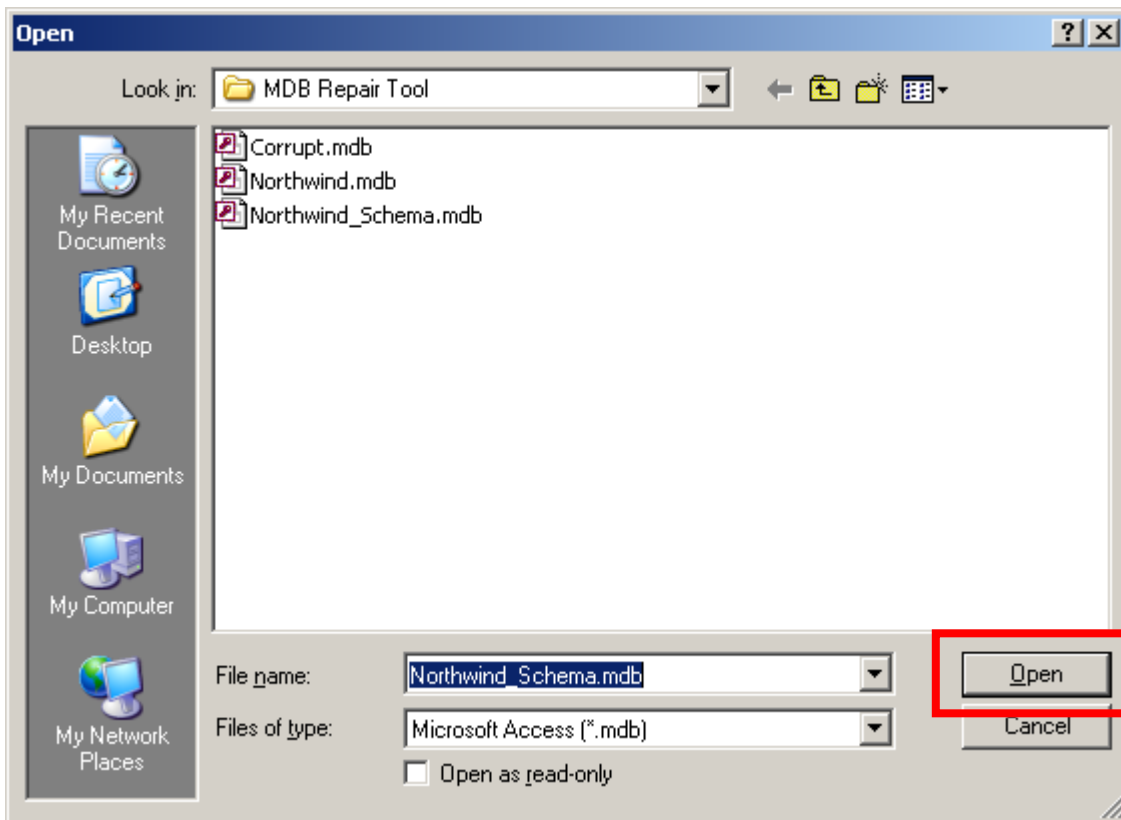 Open
Look in:
MDB Repair Tool
Corrupt.mdb
Northwind.mdb
Northwind_Schema.mdb
My Recent
Documents
Desktop
My Documents
My Computer
My Network
Places
File name:
Northwind_Schema.mdb
Open
Files of type:
Microsoft Access (*.mdb)
Cancel
Open as read-only